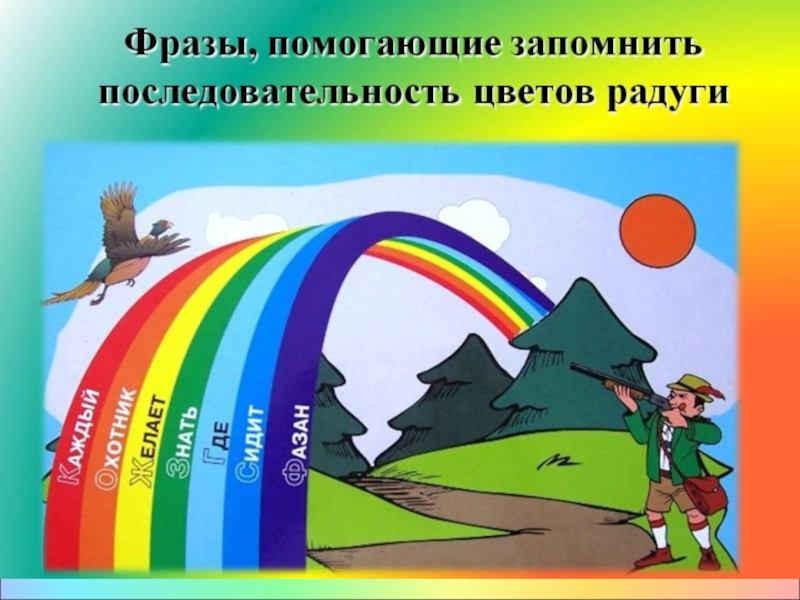 Фразы, помогающие запомнить
последовательность цветов радуги
КАЖДЫЙ
ОХОТНИК
ЖЕЛАЕТ
ЗНАТЬ
ГДЕ
СИДИТ
ФАЗАН